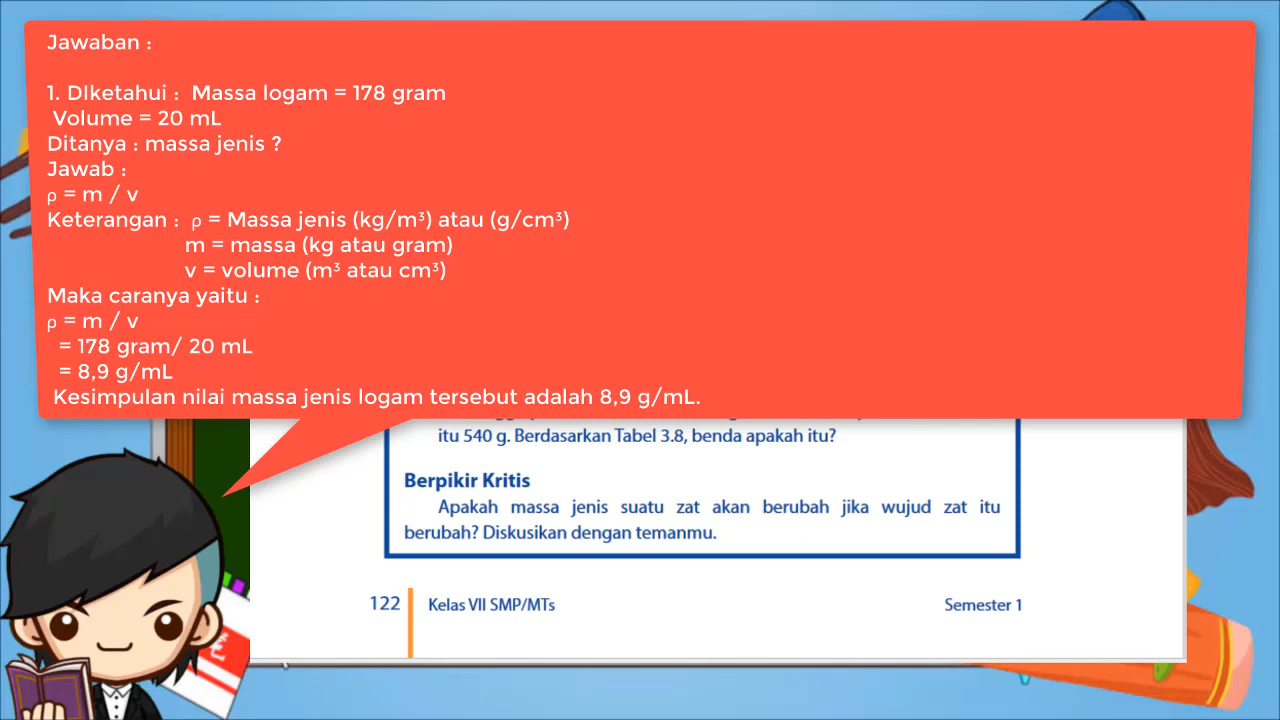 Jawaban :
1. DIketahui : Massa logam = 178 gram
Volume = 20 mL
Ditanya : massa jenis ?
Jawab :
ρ = m / v
Keterangan : ρ = Massa jenis (kg/m³) atau (g/cm³)
m = massa (kg atau gram)
v = volume (m³ atau cm³)
Maka caranya yaitu :
ρ = m / v
= 178 gram/ 20 mL
= 8,9 g/mL
Kesimpulan nilai massa jenis logam tersebut adalah 8,9 g/mL.
itu 540 g. Berdasarkan Tabel 3.8, benda apakah itu?
Berpikir Kritis
Apakah massa jenis suatu zat akan berubah jika wujud zat itu
berubah? Diskusikan dengan temanmu.
122 Kelas VII SMP/MTs Semester 1